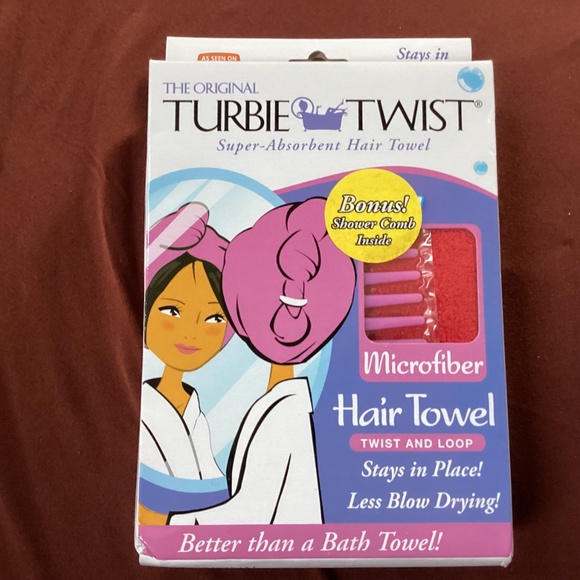 AS SEEN ON
Stays in
THE ORIGINAL
TURBIE TWIST®
Super-Absorbent Hair Towel
Bonus!
Shower Comb
Inside
Microfiber
Hair Towel
TWIST AND LOOP
Stays in Place!
Less Blow Drying!
Better than a Bath Towel!